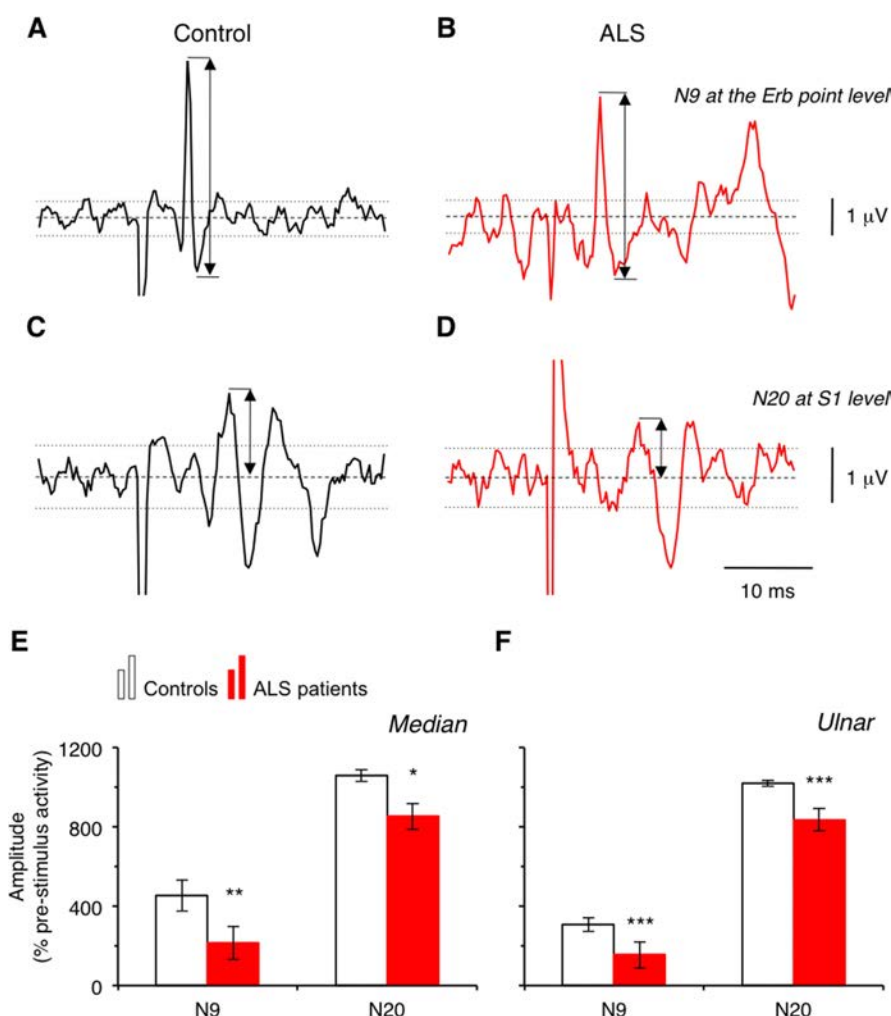 A
Control
B
ALS
N9 at the Erb point level
1 μV
C
D
N20 at S1 level
1 μV
10 ms
E
F
Controls
ALS patients
Median
Ulnar
Amplitude
(% pre-stimulus activity)
1200
800
400
0
**
*
***
***
N9
N20
N9
N20